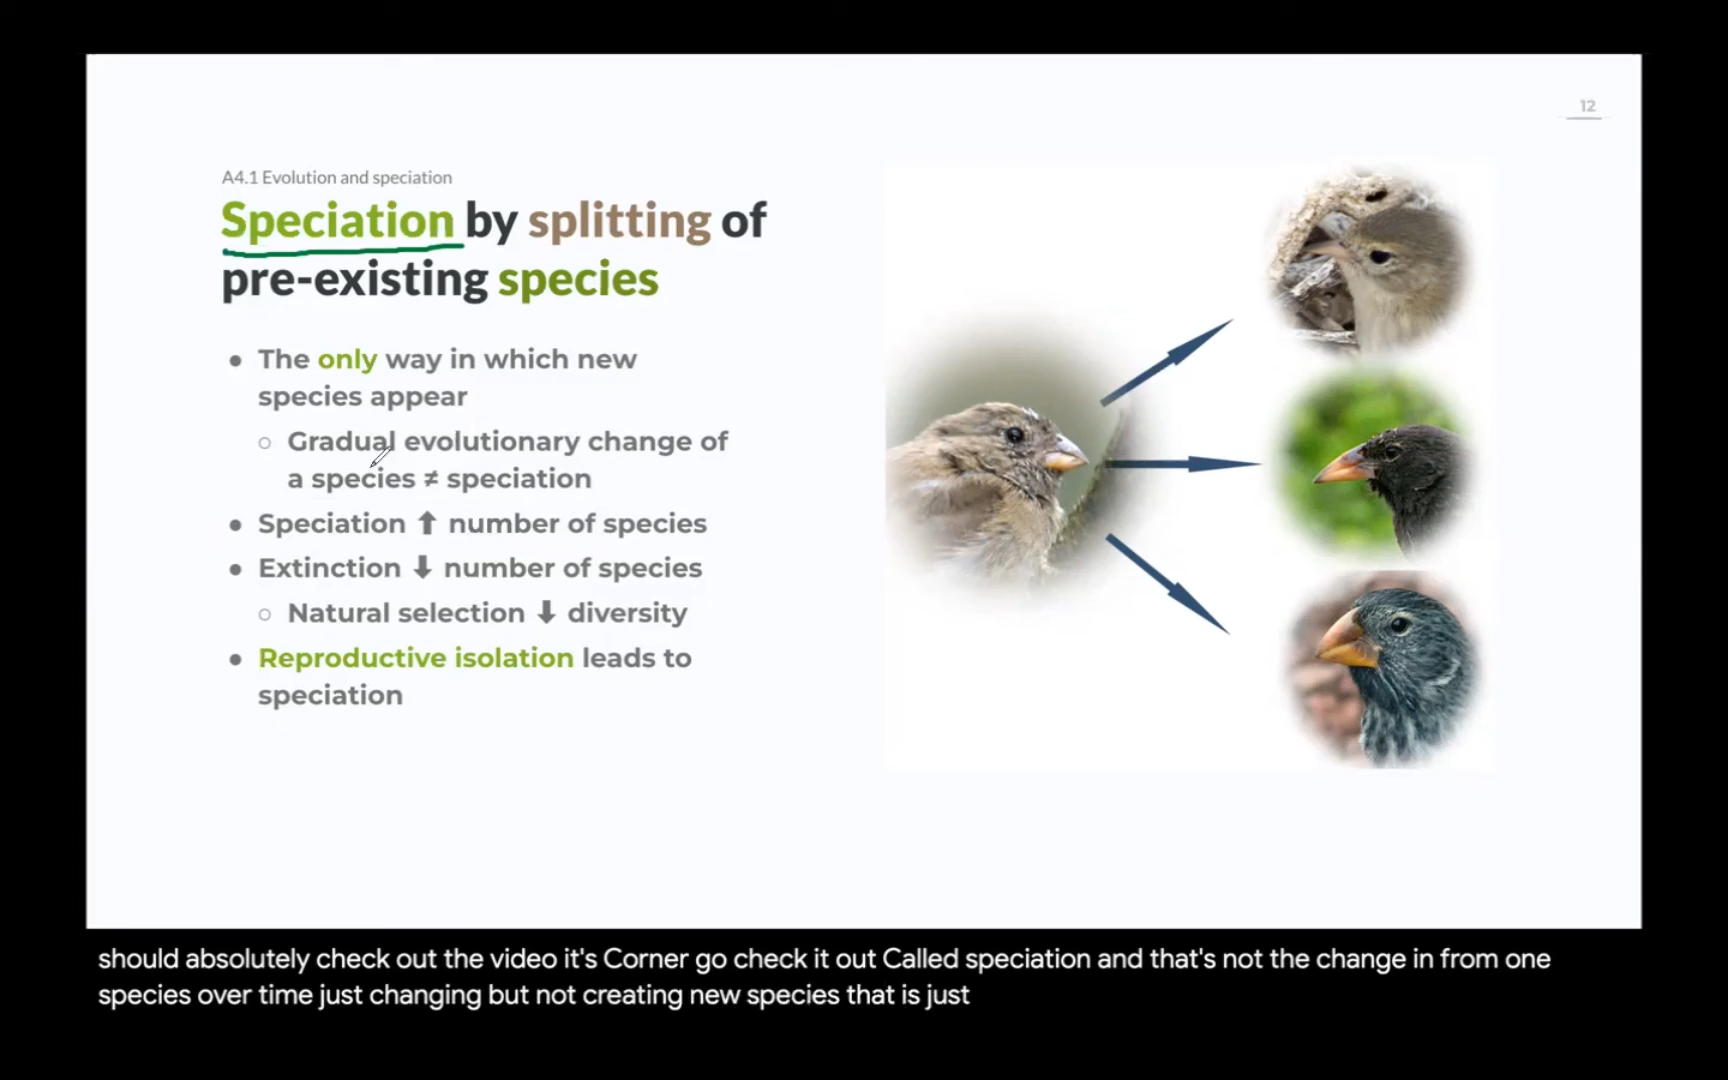 12
A4.1 Evolution and speciation
Speciation by splitting of
pre-existing species
● The only way in which new
species appear
○ Gradual evolutionary change of
a species ≠ speciation
● Speciation ⬆ number of species
● Extinction ⬇ number of species
○ Natural selection ⬇ diversity
● Reproductive isolation leads to
speciation
should absolutely check out the video it's Corner go check it out Called speciation and that's not the change in from one
species over time just changing but not creating new species that is just